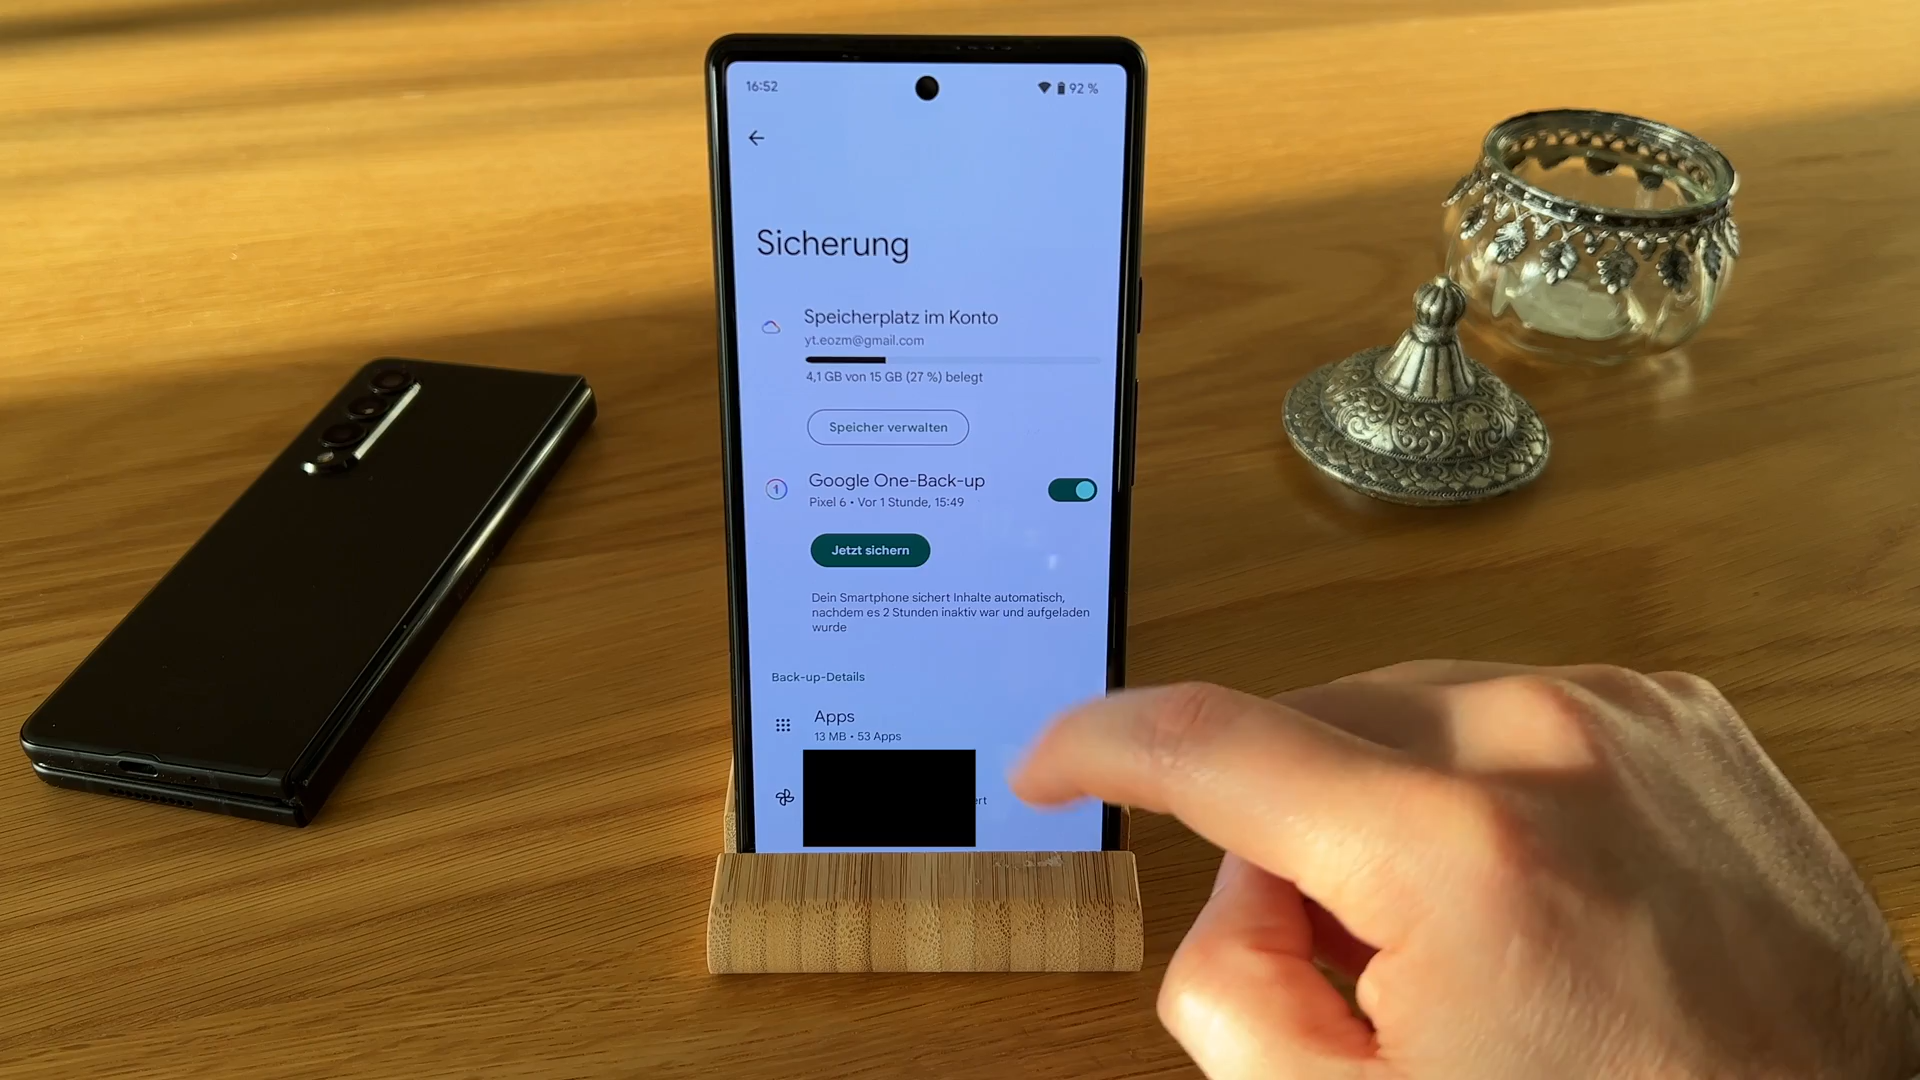 16:52
92 %
Sicherung
Speicherplatz im Konto
yt.eozm@gmail.com
4,1 GB von 15 GB (27 %) belegt
Speicher verwalten
Google One-Back-up
Pixel 6 • Vor 1 Stunde, 15:49
Jetzt sichern
Dein Smartphone sichert Inhalte automatisch,
nachdem es 2 Stunden inaktiv war und aufgeladen
wurde
Back-up-Details
Apps
13 MB • 53 Apps